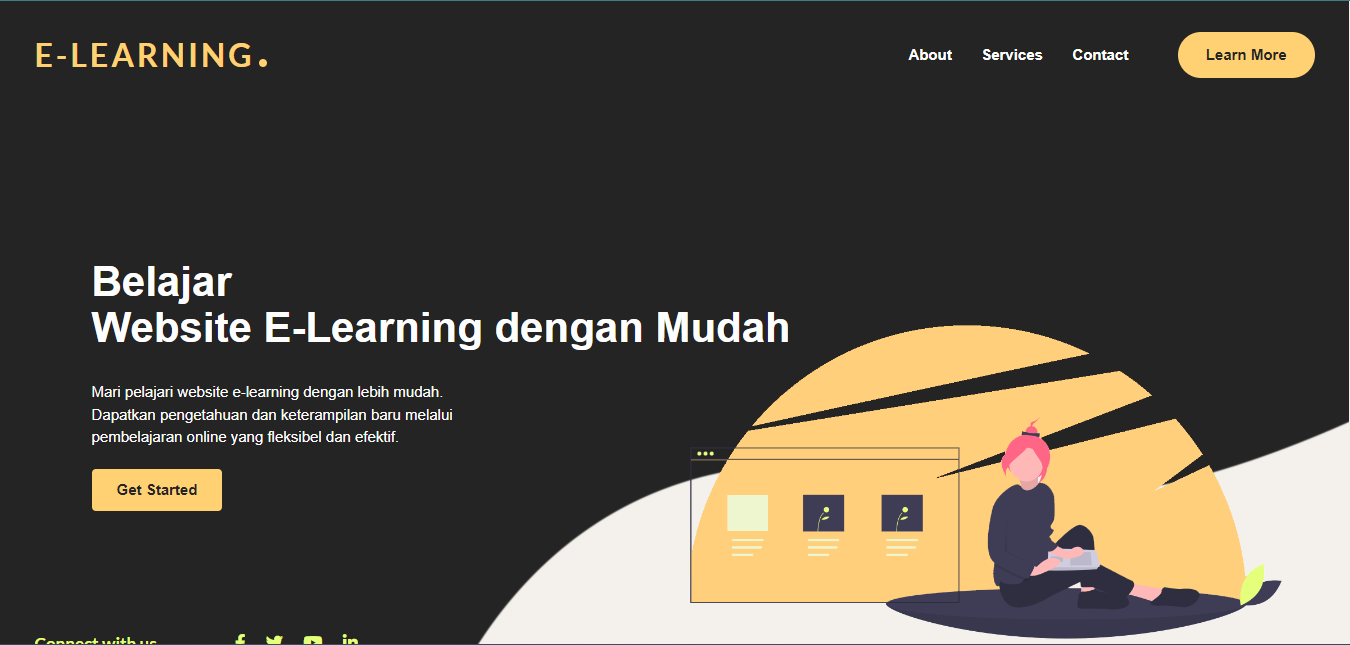 E-LEARNING.
About
Services
Contact
Learn More
Belajar
Website E-Learning dengan Mudah
Mari pelajari website e-learning dengan lebih mudah.
Dapatkan pengetahuan dan keterampilan baru melalui
pembelajaran online yang fleksibel dan efektif.
Get Started
Connect with us